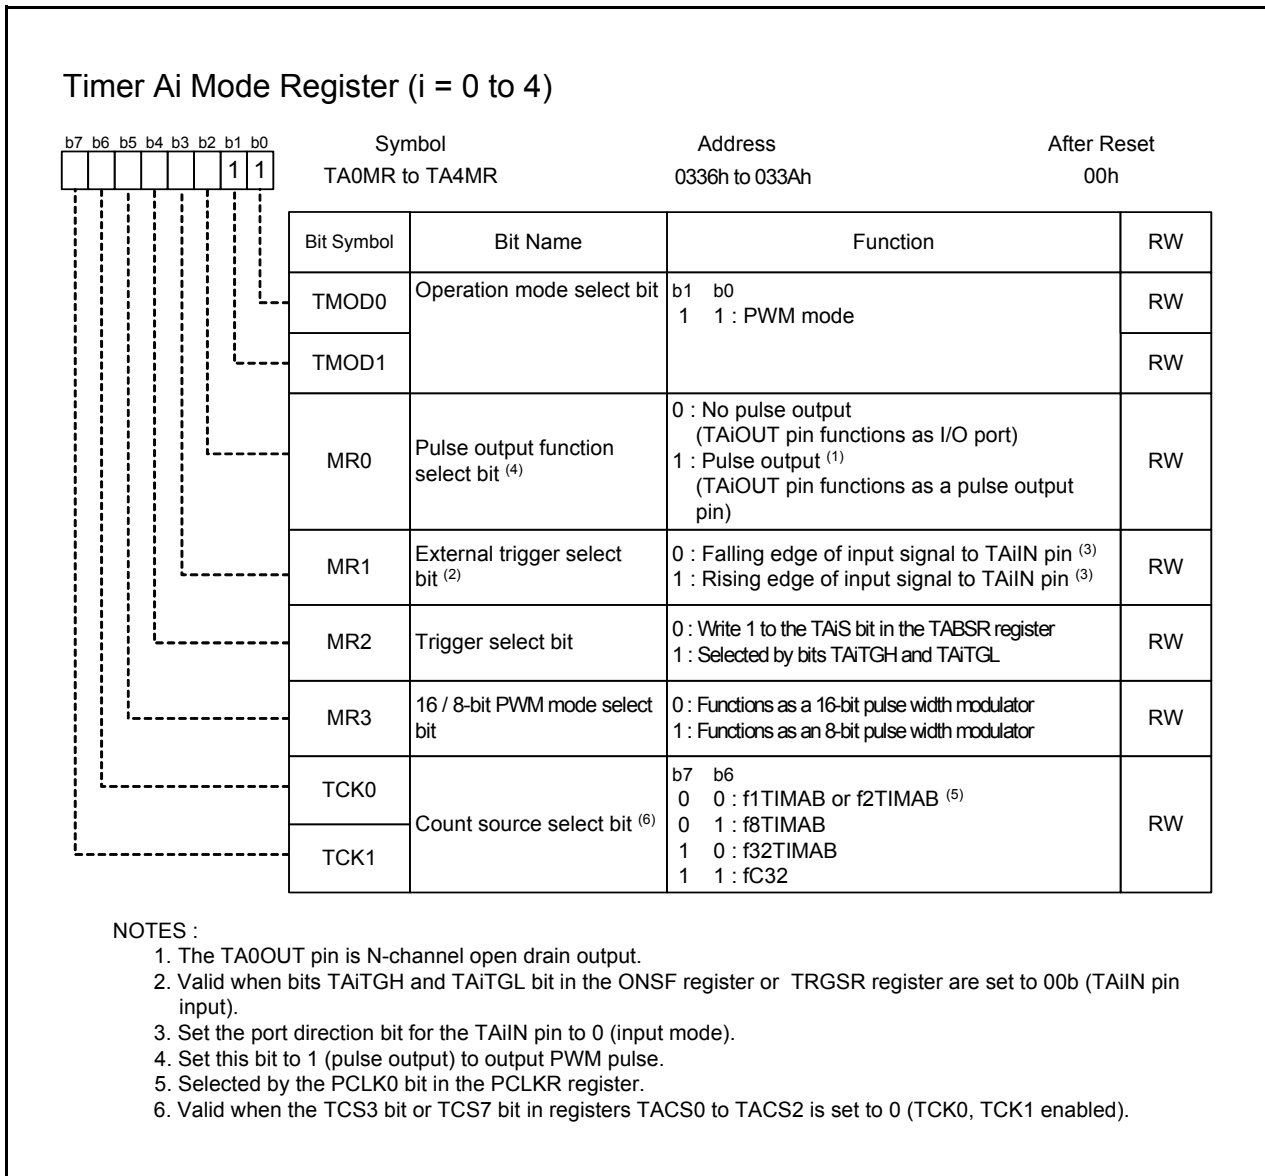 Timer Ai Mode Register (i = 0 to 4)
b7 b6 b5 b4 b3 b2 b1 b0
Symbol Address After Reset
1 1
TA0MR to TA4MR 0336h to 033Ah 00h
Bit Symbol Bit Name Function RW
TMOD0 Operation mode select bit b1 b0 RW
1 1 : PWM mode
TMOD1 RW
MR0 Pulse output function select bit (4) RW
0 : No pulse output
(TAiOUT pin functions as I/O port)
1 : Pulse output (1)
(TAiOUT pin functions as a pulse output
pin)
MR1 External trigger select
bit (2)
0 : Falling edge of input signal to TAiIN pin (3)
1 : Rising edge of input signal to TAiIN pin (3)
RW
MR2 Trigger select bit
0 : Write 1 to the TAiS bit in the TABSR register
1 : Selected by bits TAiTGH and TAiTGL
RW
MR3 16 / 8-bit PWM mode select
bit
0 : Functions as a 16-bit pulse width modulator
1 : Functions as an 8-bit pulse width modulator
RW
TCK0
TCK1
Count source select bit (6)
b7 b6
0 0 : f1TIMAB or f2TIMAB (5)
0 1 : f8TIMAB
1 0 : f32TIMAB
1 1 : fC32
RW
NOTES :
1. The TA0OUT pin is N-channel open drain output.
2. Valid when bits TAiTGH and TAiTGL bit in the ONSF register or TRGSR register are set to 00b (TAiIN pin
input).
3. Set the port direction bit for the TAiIN pin to 0 (input mode).
4. Set this bit to 1 (pulse output) to output PWM pulse.
5. Selected by the PCLK0 bit in the PCLKR register.
6. Valid when the TCS3 bit or TCS7 bit in registers TACS0 to TACS2 is set to 0 (TCK0, TCK1 enabled).